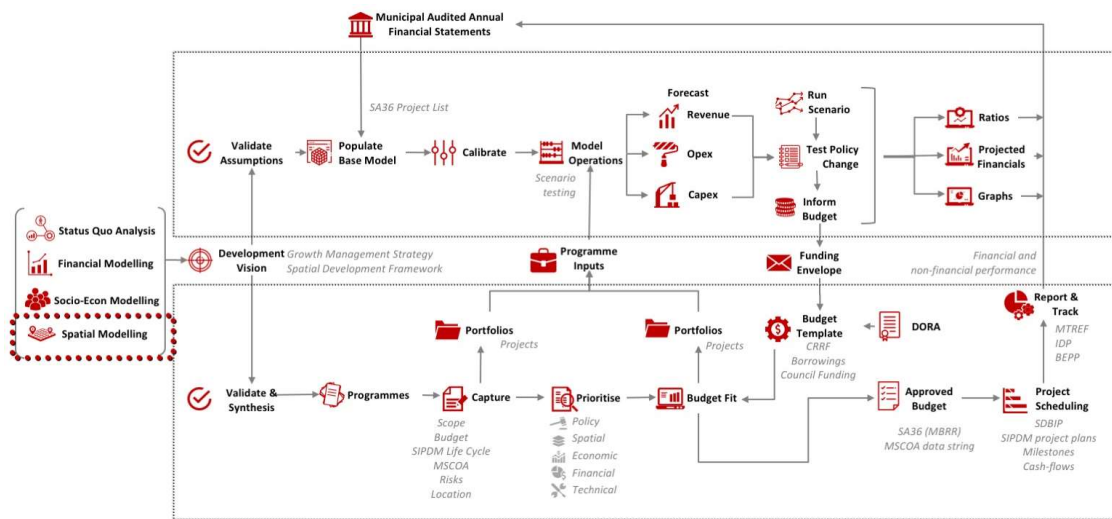 Municipal Audited Annual
Financial Statements
SA36 Project List
Validate
Assumptions
Populate
Base Model
Calibrate
Model
Operations
Scenario
testing
Forecast
Revenue
Opex
Capex
Run
Scenario
Test Policy
Change
Inform
Budget
Ratios
Projected
Financials
Graphs
Status Quo Analysis
Financial Modelling
Socio-Econ Modelling
Spatial Modelling
Development
Vision
Growth Management Strategy
Spatial Development Framework
Programme
Inputs
Funding
Envelope
Financial and
non-financial performance
Portfolios
Projects
Portfolios
Projects
Budget
Template
CRRF
Borrowings
Council Funding
DORA
Report &
Track
MTREF
IDP
BEPP
Validate &
Synthesis
Programmes
Capture
Scope
Budget
SIPDM Life Cycle
MSCOA
Risks
Location
Prioritise
Policy
Spatial
Economic
Financial
Technical
Budget Fit
Approved
Budget
SA36 (MBRR)
MSCOA data string
Project
Scheduling
SDBIP
SIPDM project plans
Milestones
Cash-flows